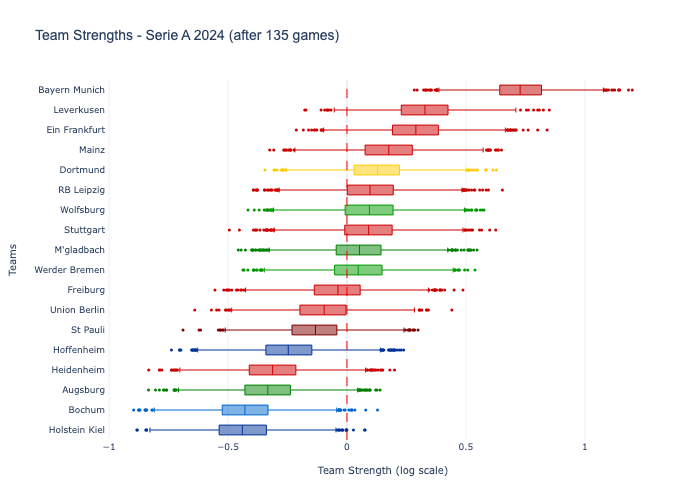 Team Strengths - Serie A 2024 (after 135 games)
Bayern Munich
Leverkusen
Ein Frankfurt
Mainz
Dortmund
RB Leipzig
Wolfsburg
Stuttgart
M'gladbach
Werder Bremen
Freiburg
Union Berlin
St Pauli
Hoffenheim
Heidenheim
Augsburg
Bochum
Holstein Kiel
Teams
−1 −0.5 0 0.5 1
Team Strength (log scale)